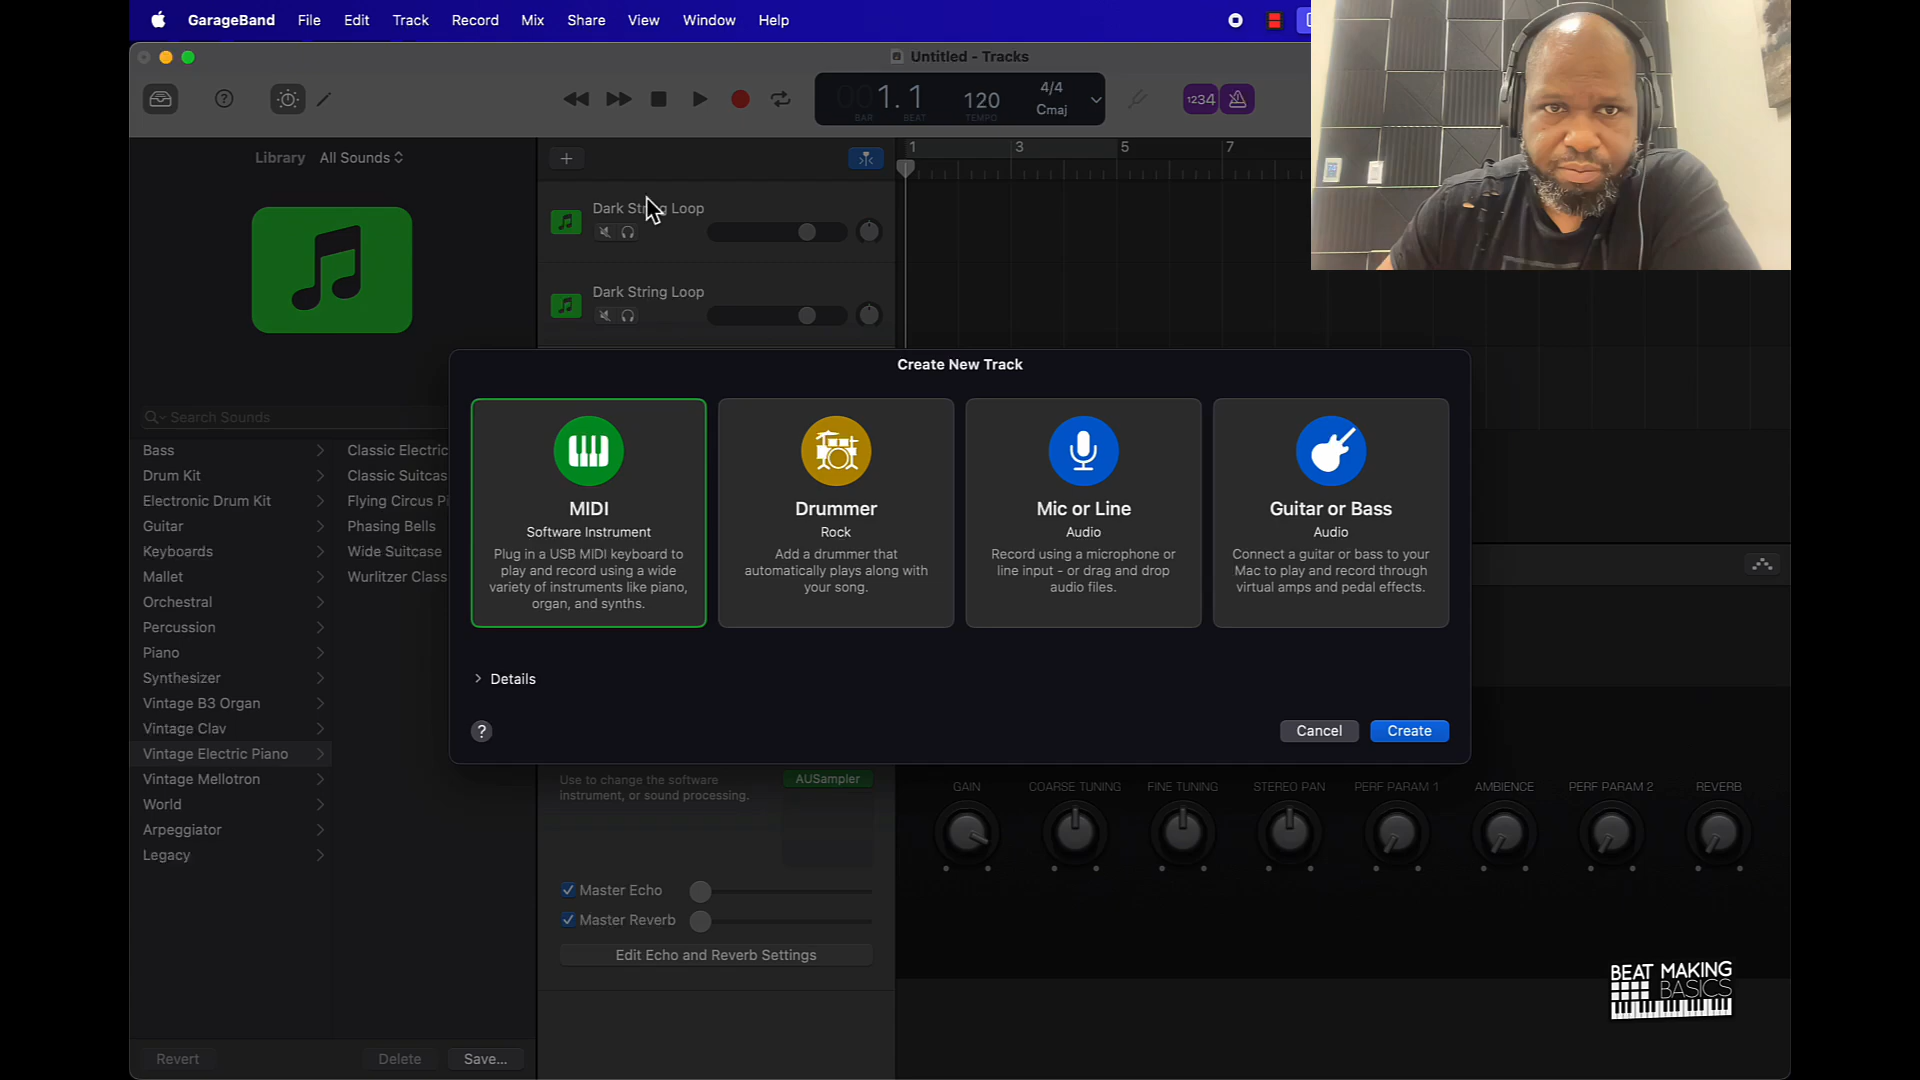 GarageBand File Edit Track Record Mix Share View Window Help
Untitled - Tracks
001.1
BAR BEAT
120
TEMPO
4/4
Cmaj
1234
Library All Sounds
1 3 5 7
Dark String Loop
Dark String Loop
Search Sounds
Bass
Drum Kit
Electronic Drum Kit
Guitar
Keyboards
Mallet
Orchestral
Percussion
Piano
Synthesizer
Vintage B3 Organ
Vintage Clav
Vintage Electric Piano
Vintage Mellotron
World
Arpeggiator
Legacy
Classic Electric
Classic Suitcas
Flying Circus Pi
Phasing Bells
Wide Suitcase
Wurlitzer Class
Create New Track
MIDI
Software Instrument
Plug in a USB MIDI keyboard to
play and record using a wide
variety of instruments like piano,
organ, and synths.
Drummer
Rock
Add a drummer that
automatically plays along with
your song.
Mic or Line
Audio
Record using a microphone or
line input - or drag and drop
audio files.
Guitar or Bass
Audio
Connect a guitar or bass to your
Mac to play and record through
virtual amps and pedal effects.
Details
?
Cancel Create
Use to change the software
instrument, or sound processing.
AUSampler
GAIN COARSE TUNING FINE TUNING STEREO PAN PERF PARAM 1 AMBIENCE PERF PARAM 2 REVERB
Master Echo
Master Reverb
Edit Echo and Reverb Settings
BEAT MAKING
BASICS
Revert Delete Save...